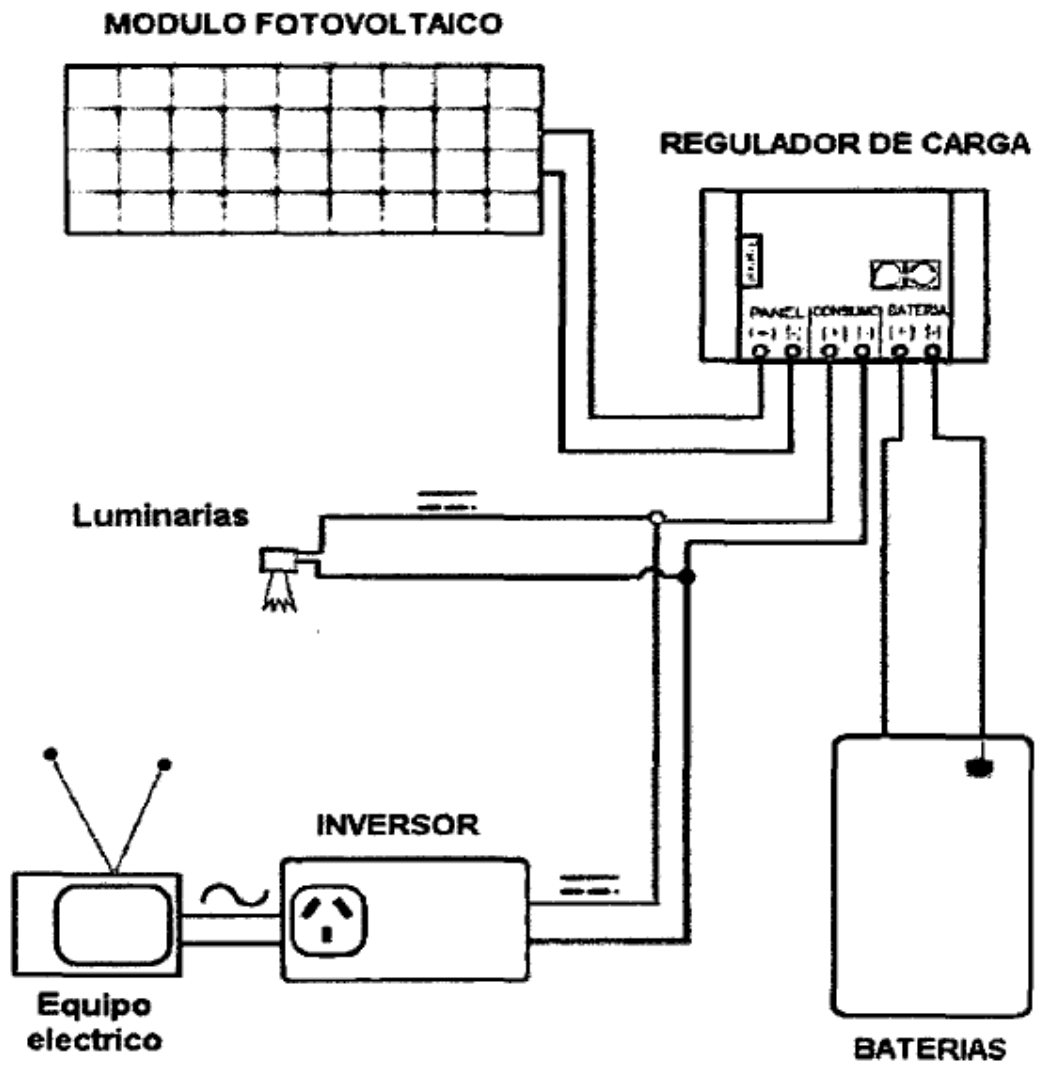 MODULO FOTOVOLTAICO
REGULADOR DE CARGA
PANEL CONSUMO BATERIA
Luminarias
INVERSOR
Equipo
electrico
BATERIAS